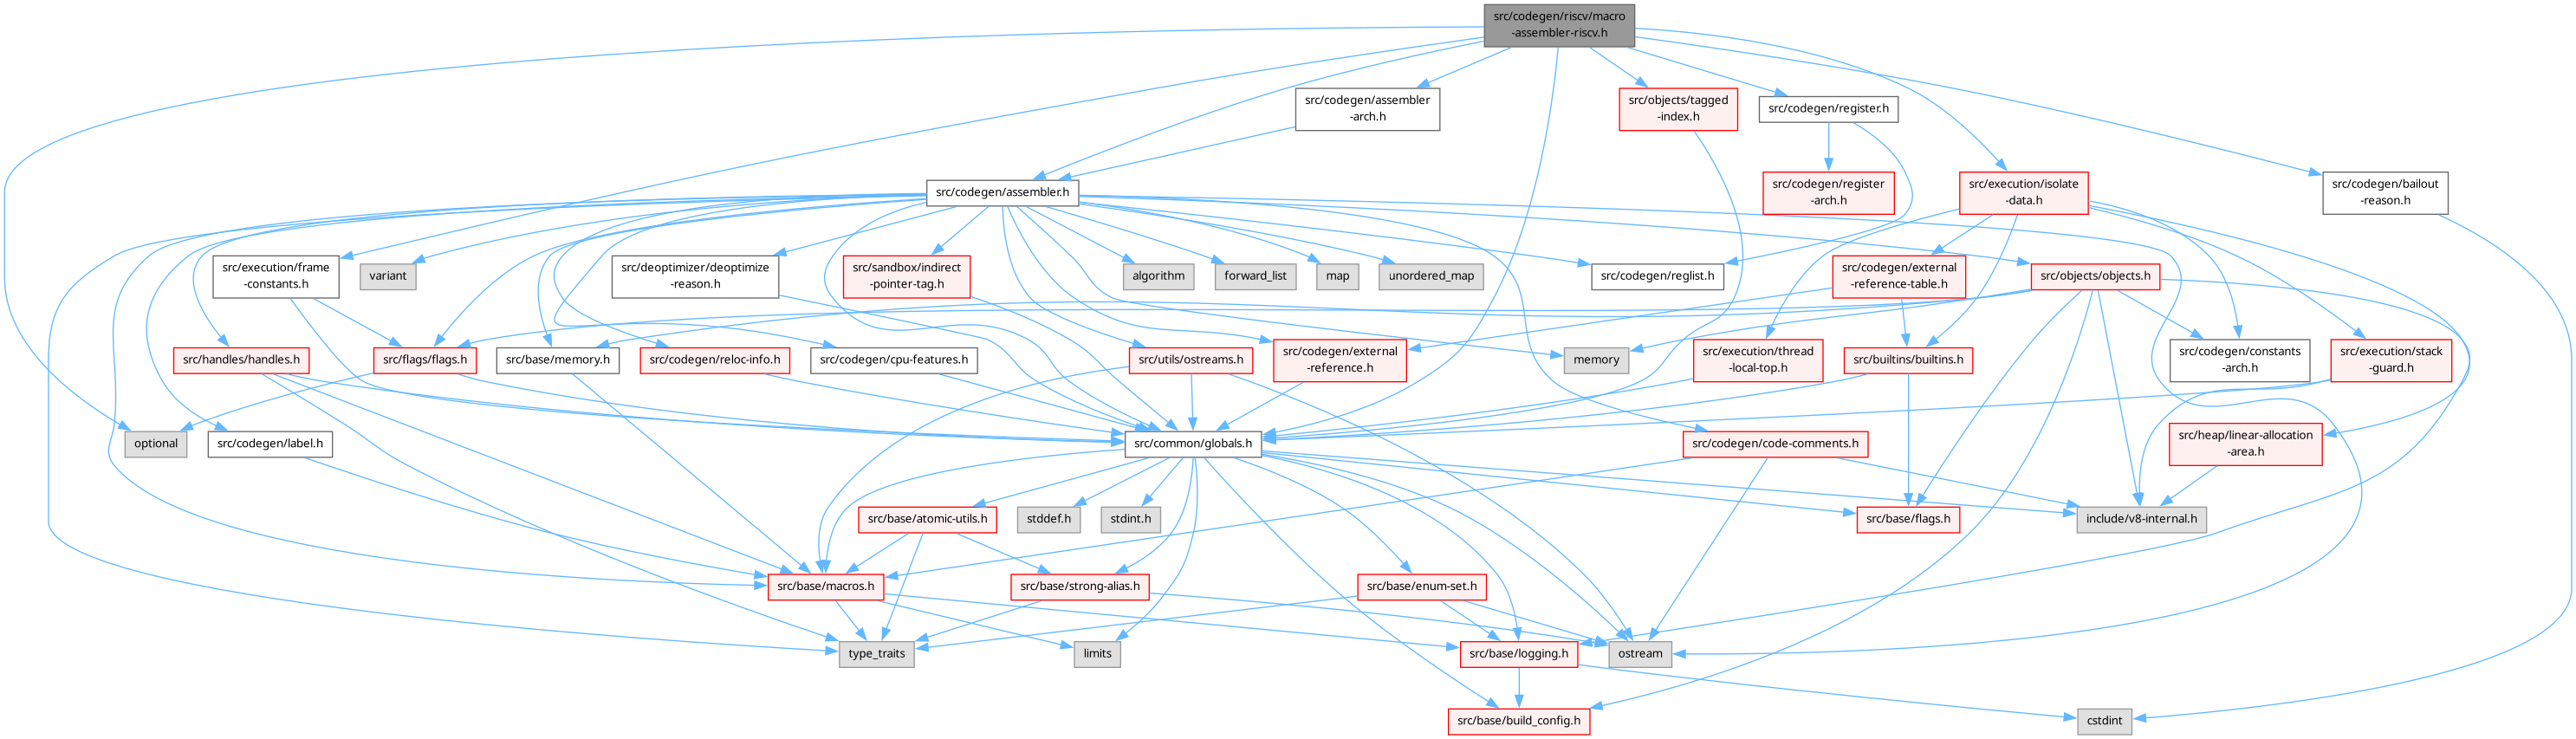 src/codegen/riscv/macro
-assembler-riscv.h
src/codegen/assembler
-arch.h
src/objects/tagged
-index.h
src/codegen/register.h
src/codegen/assembler.h
src/codegen/register
-arch.h
src/execution/isolate
-data.h
src/codegen/bailout
-reason.h
src/execution/frame
-constants.h
variant
src/deoptimizer/deoptimize
-reason.h
src/sandbox/indirect
-pointer-tag.h
algorithm
forward_list
map
unordered_map
src/codegen/reglist.h
src/codegen/external
-reference-table.h
src/objects/objects.h
src/handles/handles.h
src/flags/flags.h
src/base/memory.h
src/codegen/reloc-info.h
src/codegen/cpu-features.h
src/utils/ostreams.h
src/codegen/external
-reference.h
memory
src/execution/thread
-local-top.h
src/builtins/builtins.h
src/codegen/constants
-arch.h
src/execution/stack
-guard.h
optional
src/codegen/label.h
src/common/globals.h
src/codegen/code-comments.h
src/heap/linear-allocation
-area.h
src/base/atomic-utils.h
stddef.h
stdint.h
src/base/flags.h
include/v8-internal.h
src/base/macros.h
src/base/strong-alias.h
src/base/enum-set.h
type_traits
limits
src/base/logging.h
ostream
src/base/build_config.h
cstdint